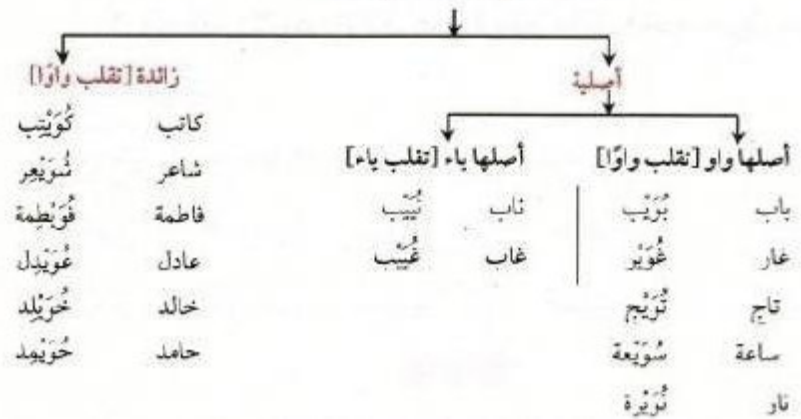 أصلية
زائدة [تقلب واوًا]
أصلها واو [تقلب واوًا]
أصلها ياء [تقلب ياء]
باب بُوَيْب
غار غُوَيْر
تاج تُوَيْج
ساعة سُوَيْعة
نار نُوَيْرة
ناب نُيَيْب
غاب غُيَيْب
كاتب كُوَيْتِب
شاعر شُوَيْعِر
فاطمة فُوَيْطِمة
عادل عُوَيْدِل
خالد خُوَيْلِد
حامد حُوَيْمِد